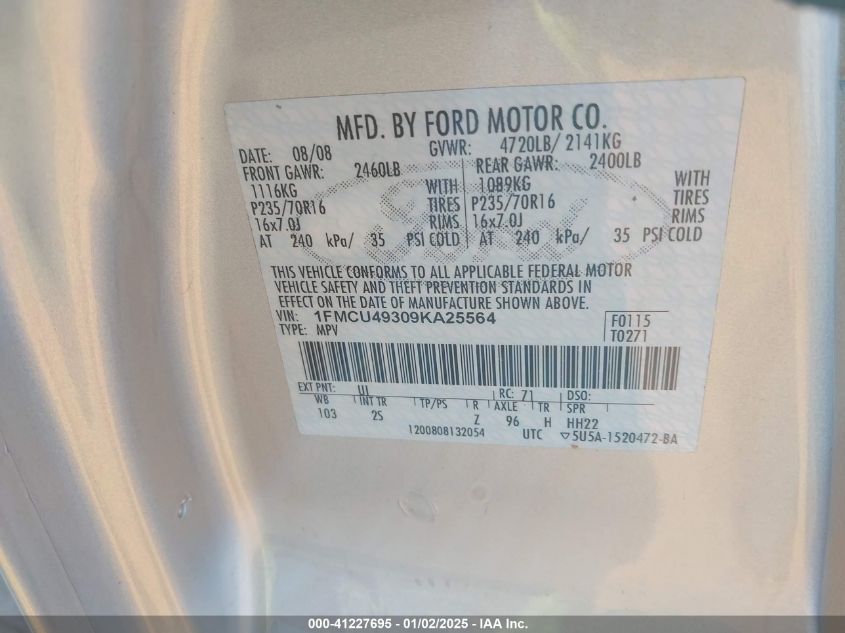 MFD. BY FORD MOTOR CO.
DATE: 08/08 GVWR: 4720LB/ 2141KG
FRONT GAWR: 2460LB REAR GAWR: 2400LB
1116KG WITH 1089KG WITH
P235/70R16 TIRES P235/70R16 TIRES
16x7.0J RIMS 16x7.0J RIMS
AT 240 kPa/ 35 PSI COLD AT 240 kPa/ 35 PSI COLD
THIS VEHICLE CONFORMS TO ALL APPLICABLE FEDERAL MOTOR
VEHICLE SAFETY AND THEFT PREVENTION STANDARDS IN
EFFECT ON THE DATE OF MANUFACTURE SHOWN ABOVE.
VIN: 1FMCU49309KA25564 F0115
TYPE: MPV T0271
EXT PNT: UJ RC: 71 DSO:
WB INT TR TP/PS R AXLE TR SPR
103 2S Z 96 H HH22
1200808132054 UTC ▽5U5A-1520472-BA
000-41227695 - 01/02/2025 - IAA Inc.